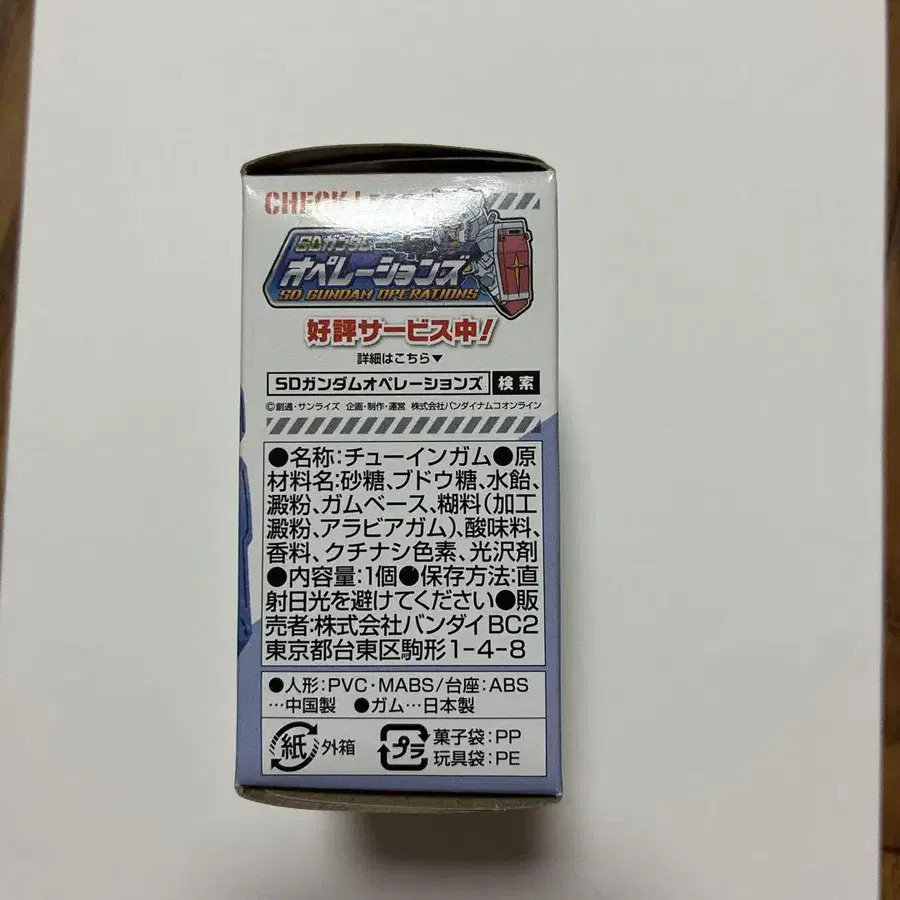 CHECK!
SDガンダム
オペレーションズ
SD GUNDAM OPERATIONS
好評サービス中!
詳細はこちら▼
SDガンダムオペレーションズ 検索
©創通・サンライズ 企画・制作・運営 株式会社バンダイナムコオンライン
●名称:チューインガム●原
材料名:砂糖、ブドウ糖、水飴、
澱粉、ガムベース、糊料(加工
澱粉、アラビアガム)、酸味料、
香料、クチナシ色素、光沢剤
●内容量:1個●保存方法:直
射日光を避けてください●販
売者:株式会社バンダイBC2
東京都台東区駒形1-4-8
●人形:PVC・MABS/台座:ABS
…中国製 ●ガム…日本製
紙 外箱
プラ 菓子袋:PP
玩具袋:PE